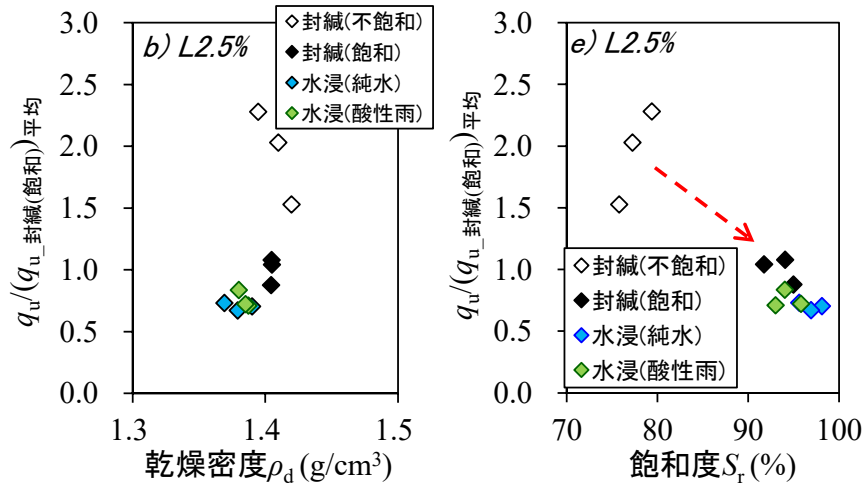 b) L2.5%
封緘(不飽和)
封緘(飽和)
水浸(純水)
水浸(酸性雨)
3.0
2.5
2.0
1.5
1.0
0.5
0.0
qu/(qu_封緘(飽和))平均
1.3
1.4
1.5
乾燥密度ρd (g/cm³)
e) L2.5%
3.0
2.5
2.0
1.5
1.0
0.5
0.0
qu/(qu_封緘(飽和))平均
封緘(不飽和)
封緘(飽和)
水浸(純水)
水浸(酸性雨)
70
80
90
100
飽和度Sr (%)